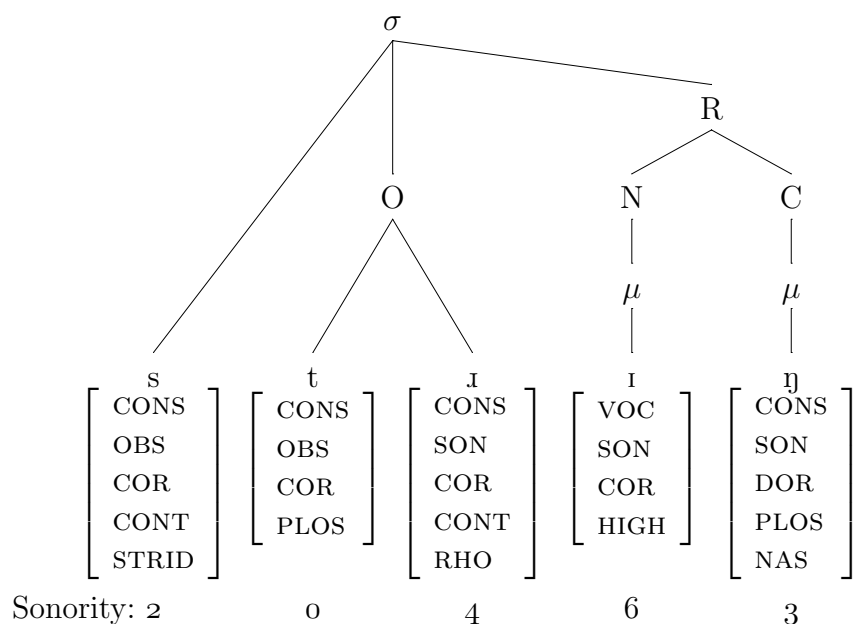 σ
R
O N C
μ μ
s t ɹ ɪ ŋ
CONS CONS CONS VOC CONS
OBS OBS SON SON SON
COR COR COR COR DOR
CONT PLOS CONT HIGH PLOS
STRID RHO NAS
Sonority: 2 0 4 6 3